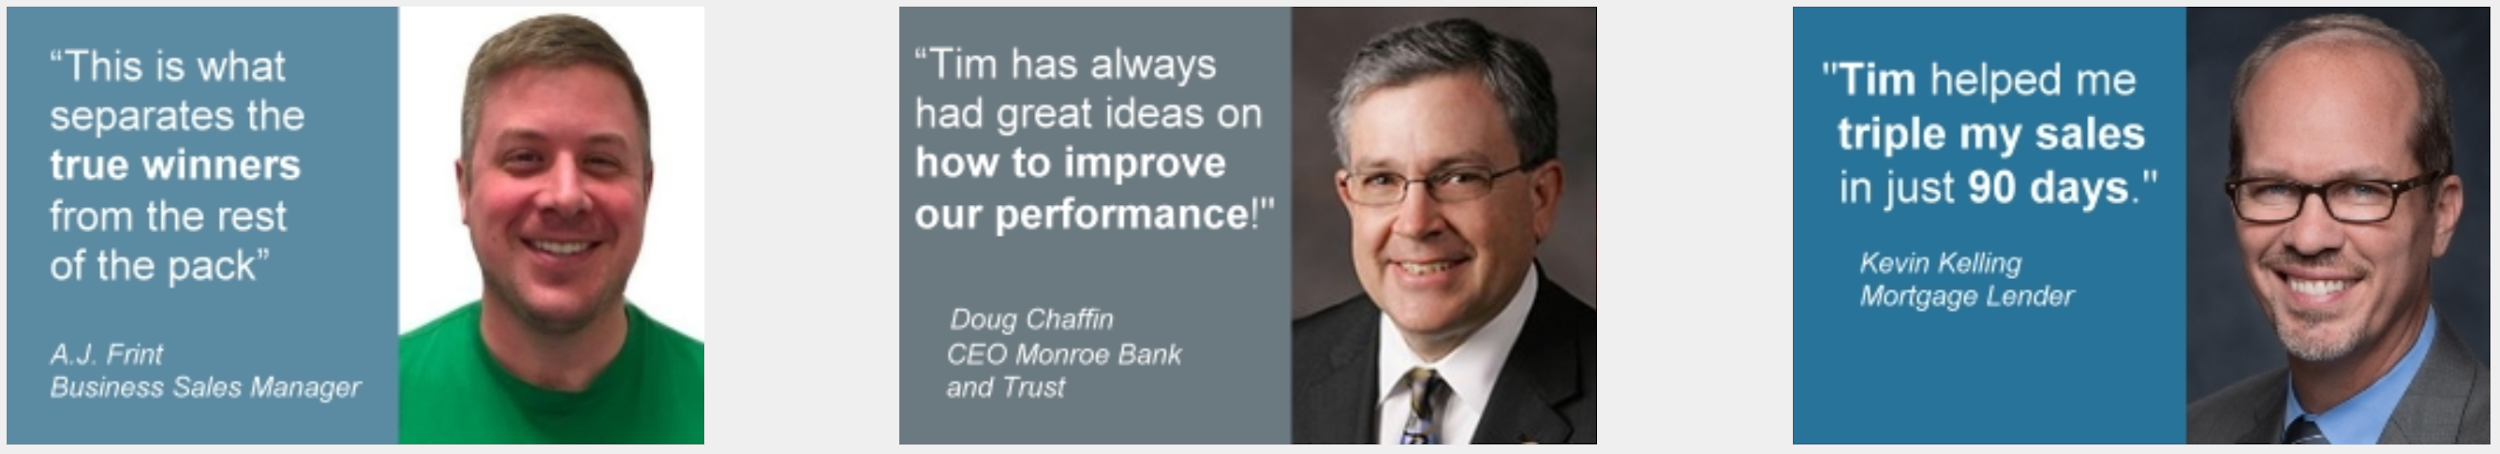 “This is what
separates the
true winners
from the rest
of the pack”
A.J. Frint
Business Sales Manager
“Tim has always
had great ideas on
how to improve
our performance!"
Doug Chaffin
CEO Monroe Bank
and Trust
"Tim helped me
triple my sales
in just 90 days."
Kevin Kelling
Mortgage Lender